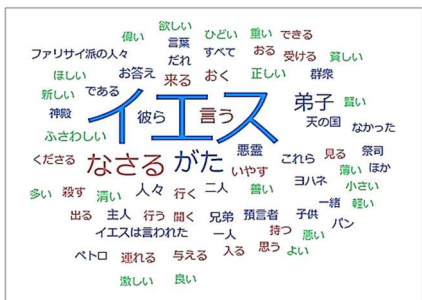 偉い 欲しい ひどい 重い できる
ファリサイ派の人々 言葉 だれ すべて おる 受ける 貧しい
ほしい お答え 来る おく 正しい 群衆
新しい である イエス 弟子 賢い
神殿 彼ら 言う 天の国 なかった
ふさわしい 悪霊 祭司
くださる なさる がた いやす これら 見る 薄い ほか
多い 殺す 清い 人々 行く 二人 善い ヨハネ 小さい
出る 主人 行う 聞く 兄弟 預言者 子供 一緒 軽い
イエスは言われた 一人 持つ 悪い パン
ペトロ 連れる 与える 入る 思う よい
激しい 良い